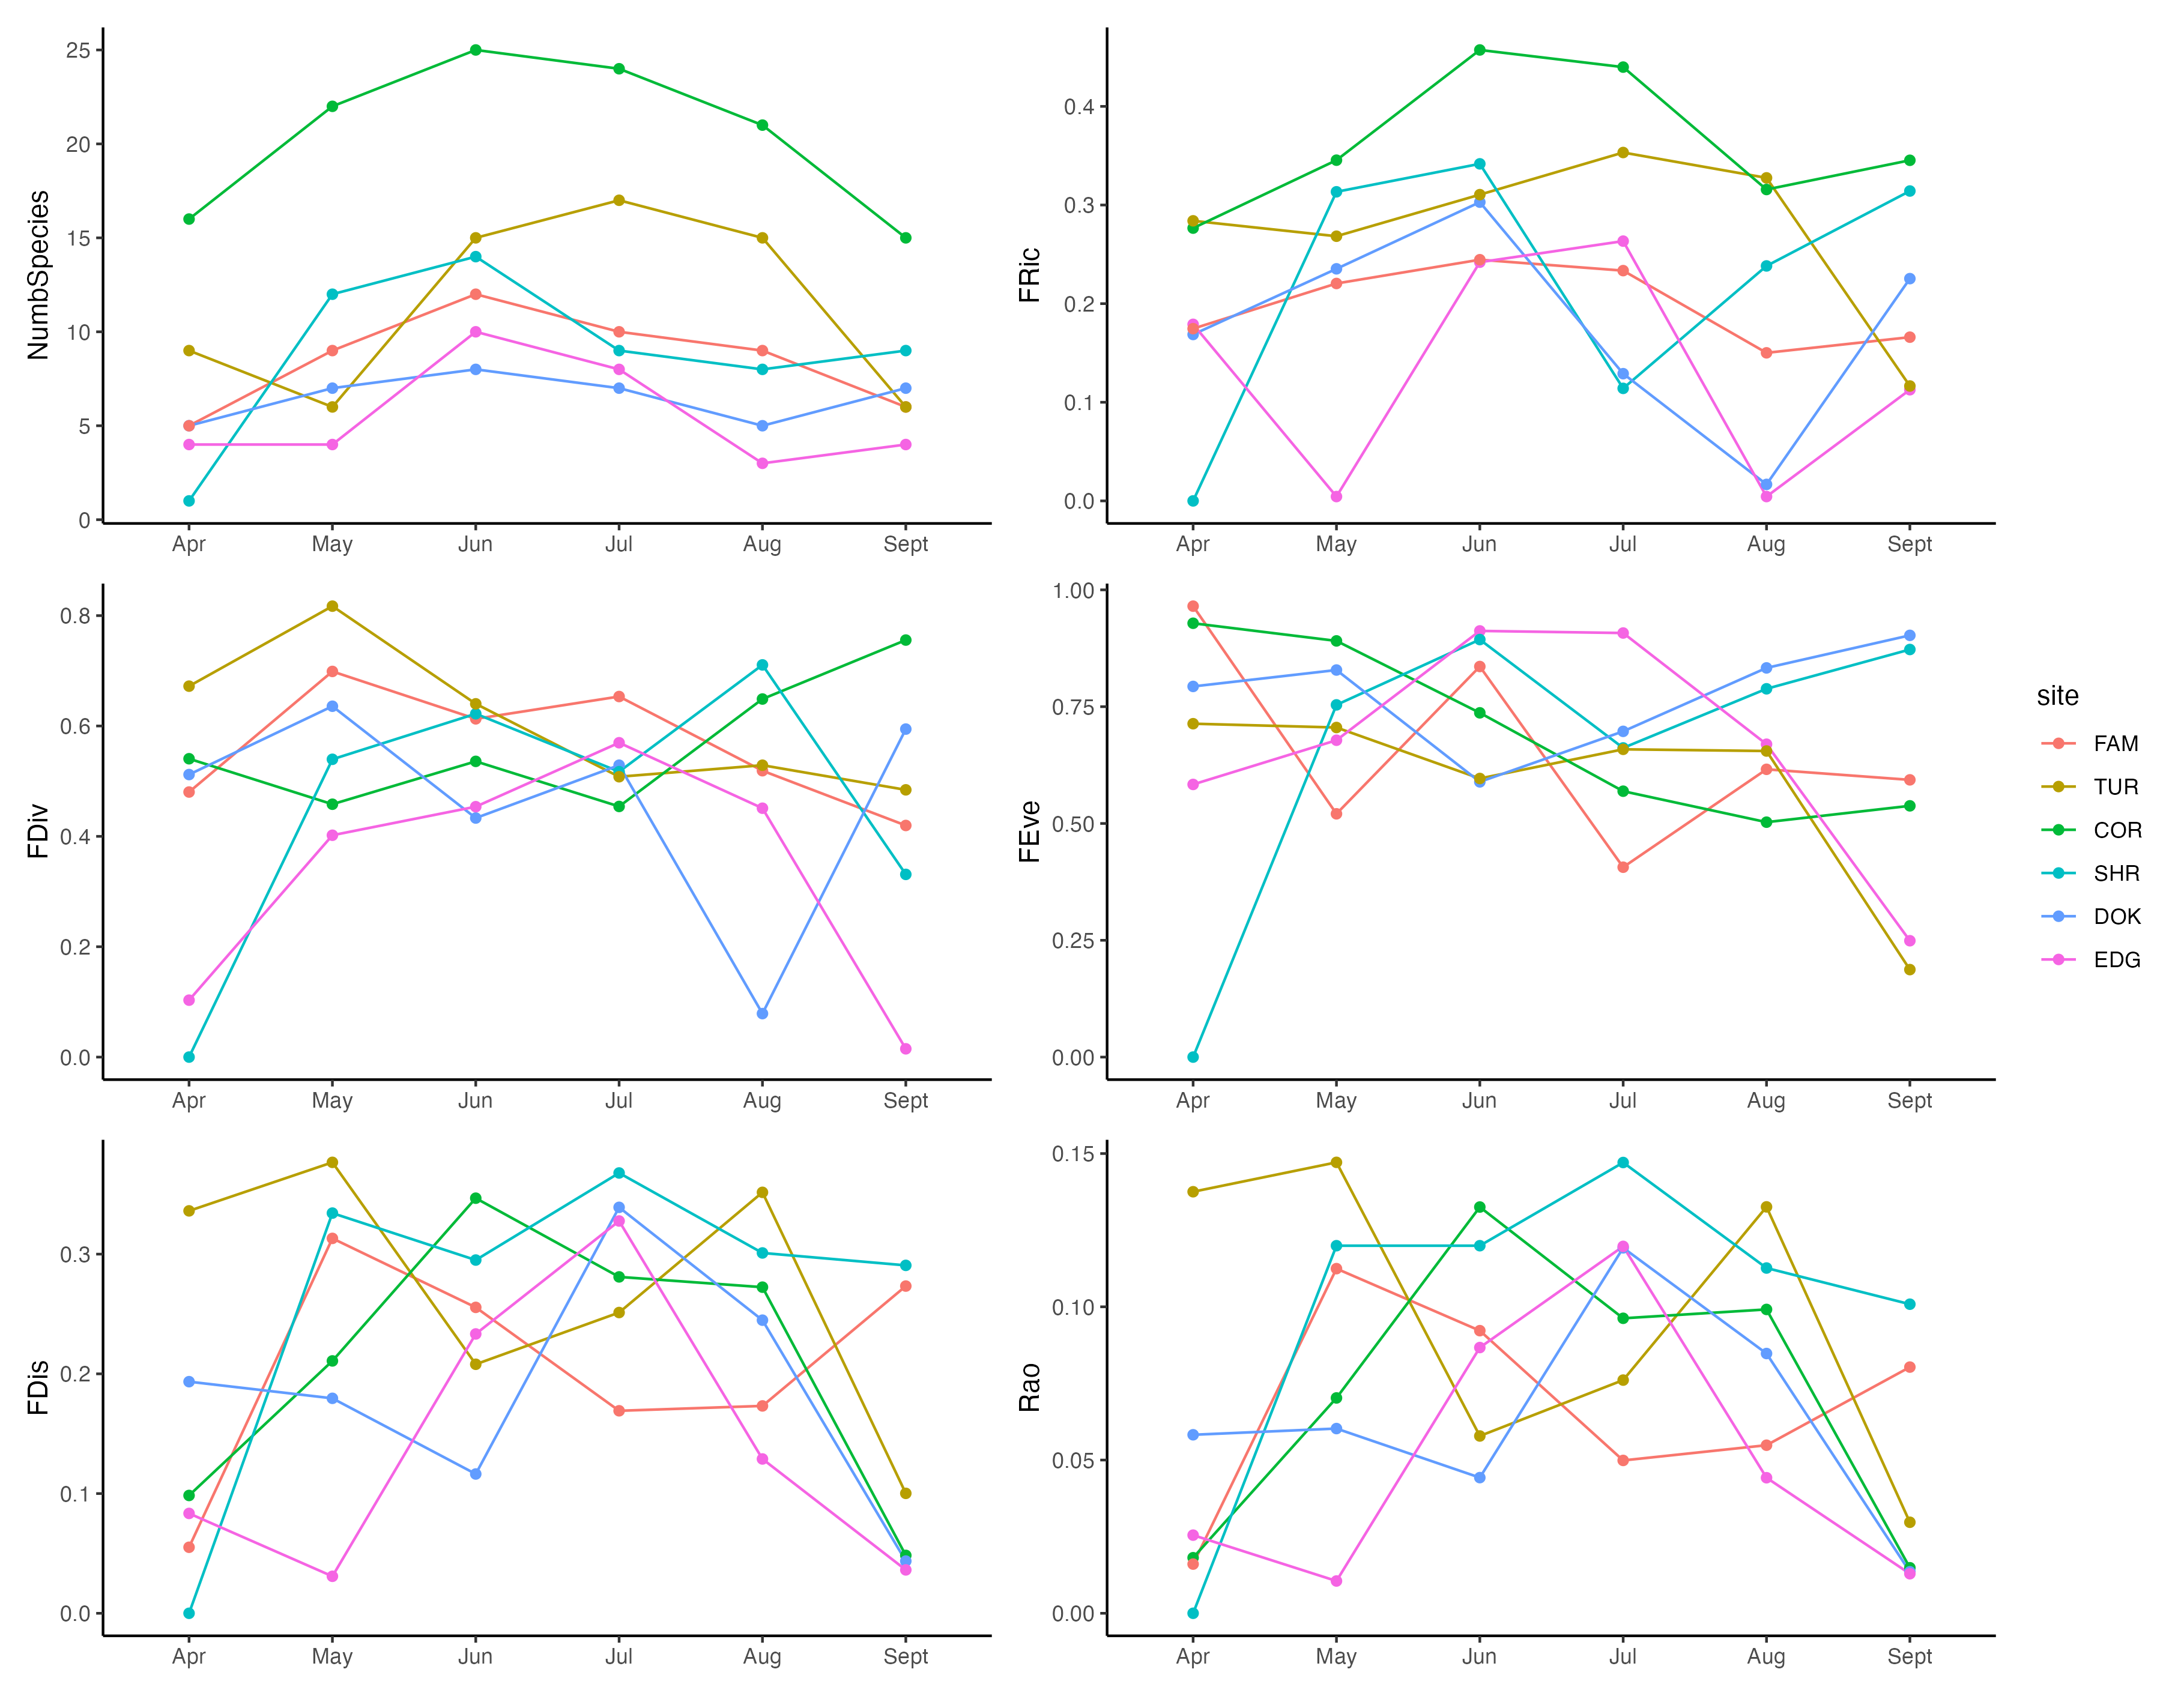 NumbSpecies
25
20
15
10
5
0
Apr May Jun Jul Aug Sept
FRic
0.4
0.3
0.2
0.1
0.0
Apr May Jun Jul Aug Sept
FDiv
0.8
0.6
0.4
0.2
0.0
Apr May Jun Jul Aug Sept
FEve
1.00
0.75
0.50
0.25
0.00
Apr May Jun Jul Aug Sept
site
FAM
TUR
COR
SHR
DOK
EDG
FDis
0.3
0.2
0.1
0.0
Apr May Jun Jul Aug Sept
Rao
0.15
0.10
0.05
0.00
Apr May Jun Jul Aug Sept